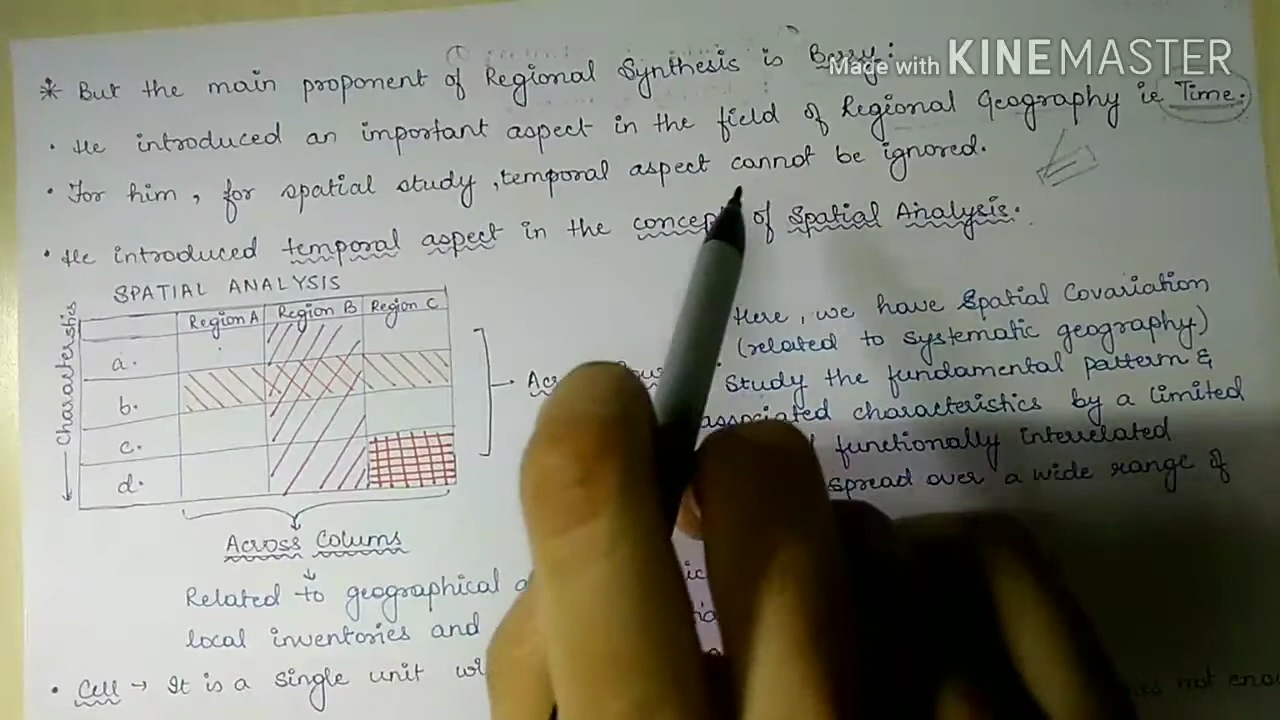 Made with KINEMASTER
* But the main proponent of Regional Synthesis is Berry:
• He introduced an important aspect in the field of Regional Geography ie Time.
• For him, for spatial study, temporal aspect cannot be ignored.
• He introduced temporal aspect in the concept of Spatial Analysis.
SPATIAL ANALYSIS
Characteristics
Region A Region B Region C
a.
b.
c.
d.
Across Colums
Related to geographical
local inventories and
• Cell → It is a single unit
Here, we have Spatial Covariation
(related to systematic geography)
Study the fundamental pattern &
associated characteristics by a limited
functionally interrelated
spread over a wide range of
not